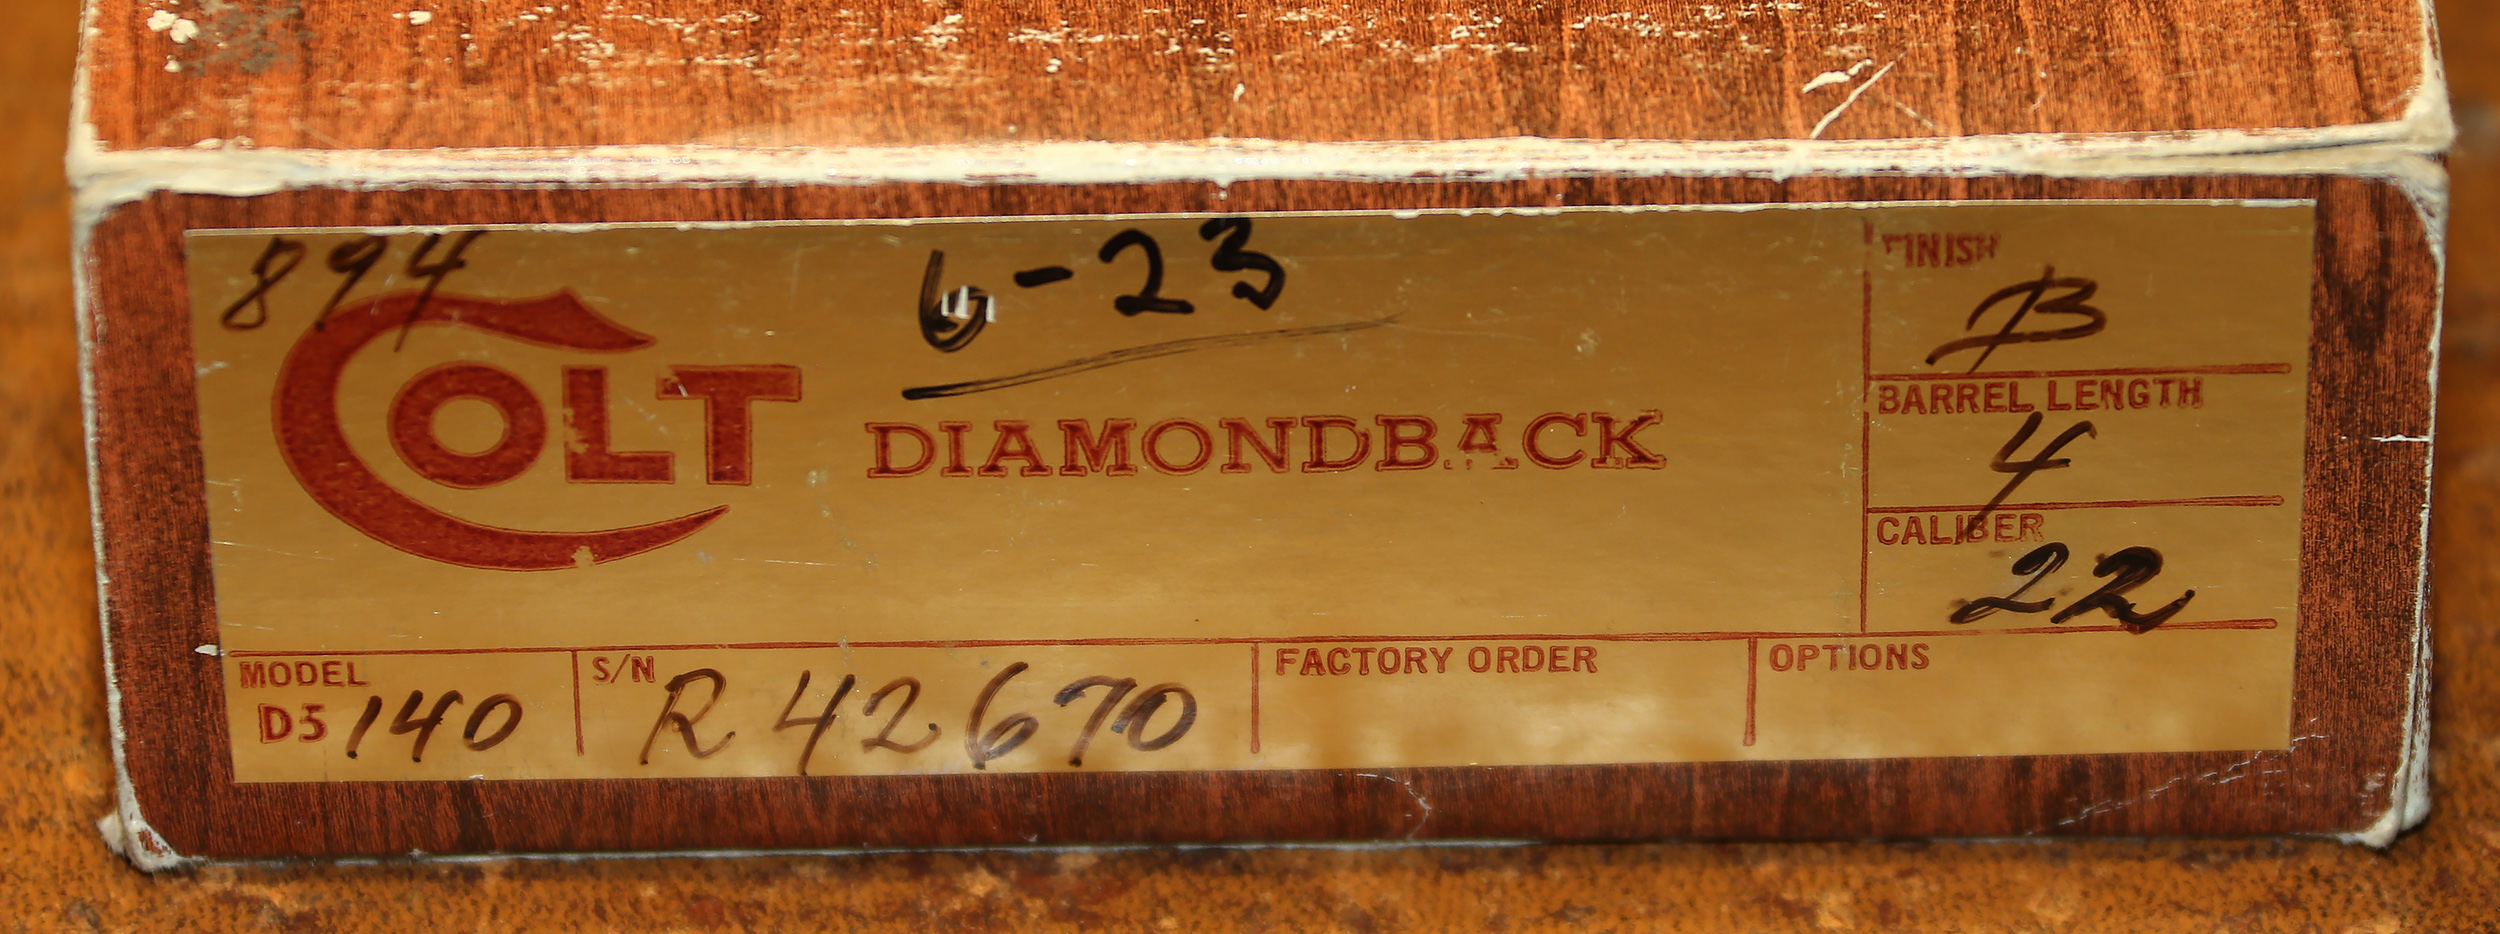 894
6-23
COLT
DIAMONDBACK
FINISH
B
BARREL LENGTH
4
CALIBER
22
MODEL
D5140
S/N
R42670
FACTORY ORDER
OPTIONS